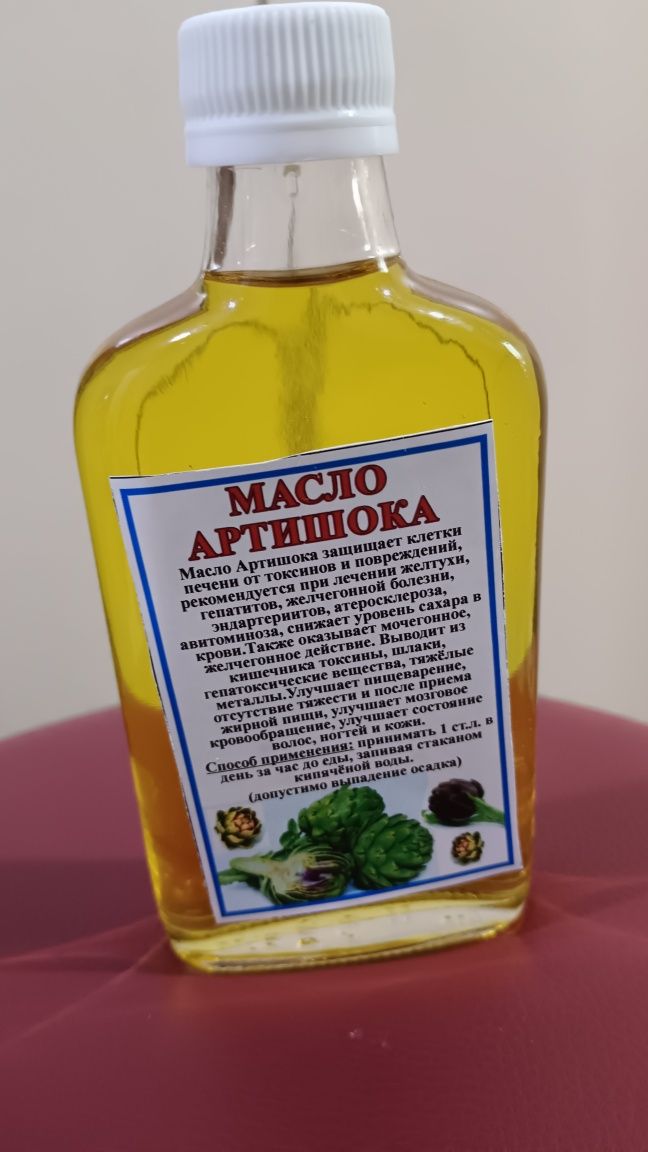 МАСЛО
АРТИШОКА
Масло Артишока защищает клетки
печени от токсинов и повреждений,
рекомендуется при лечении желтухи,
гепатитов, желчегонной болезни,
эндартериитов, атеросклероза,
авитоминоза, снижает уровень сахара в
крови.Также оказывает мочегонное,
желчегонное действие. Выводит из
кишечника токсины, шлаки,
гепатоксические вещества, тяжёлые
металлы.Улучшает пищеварение,
отсутствие тяжести и после приема
жирной пищи, улучшает мозговое
кровообращение, улучшает состояние
волос, ногтей и кожи.
Способ применения: принимать 1 ст.л. в
день за час до еды, запивая стаканом
кипячёной воды.
(допустимо выпадение осадка)